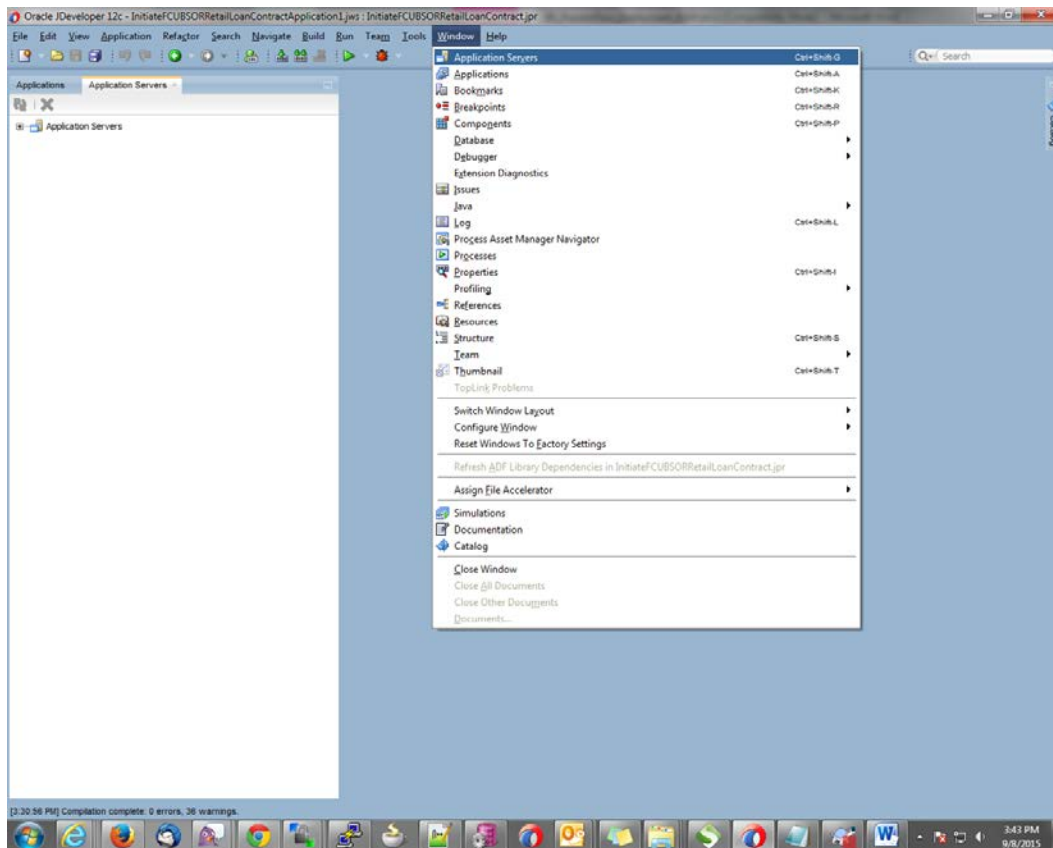 Oracle JDeveloper 12c - InitiateFCUBSORRetailLoanContractApplication1.jws : InitiateFCUBSORRetailLoanContract.jpr
File Edit View Application Refactor Search Navigate Build Run Team Tools Window Help
Search
Applications Application Servers
Application Servers
Application Servers Ctrl+Shift-G
Applications Ctrl+Shift-A
Bookmarks Ctrl+Shift-K
Breakpoints Ctrl+Shift-R
Components Ctrl+Shift-P
Database
Debugger
Extension Diagnostics
Issues
Java
Log Ctrl+Shift-L
Process Asset Manager Navigator
Processes
Properties Ctrl+Shift-I
Profiling
References
Resources
Structure Ctrl+Shift-S
Team
Thumbnail Ctrl+Shift-T
TopLink Problems
Switch Window Layout
Configure Window
Reset Windows To Factory Settings
Refresh ADF Library Dependencies in InitiateFCUBSORRetailLoanContract.jpr
Assign File Accelerator
Simulations
Documentation
Catalog
Close Window
Close All Documents
Close Other Documents
Documents...
[3:30:56 PM] Compilation complete: 0 errors, 36 warnings.
3:43 PM
9/8/2015